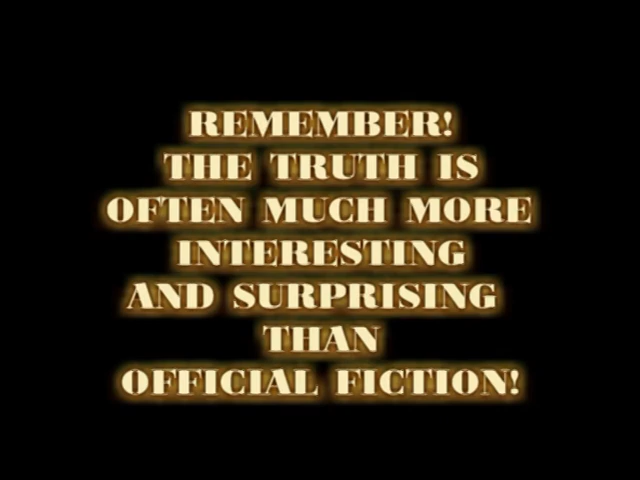 REMEMBER!
THE TRUTH IS
OFTEN MUCH MORE
INTERESTING
AND SURPRISING
THAN
OFFICIAL FICTION!